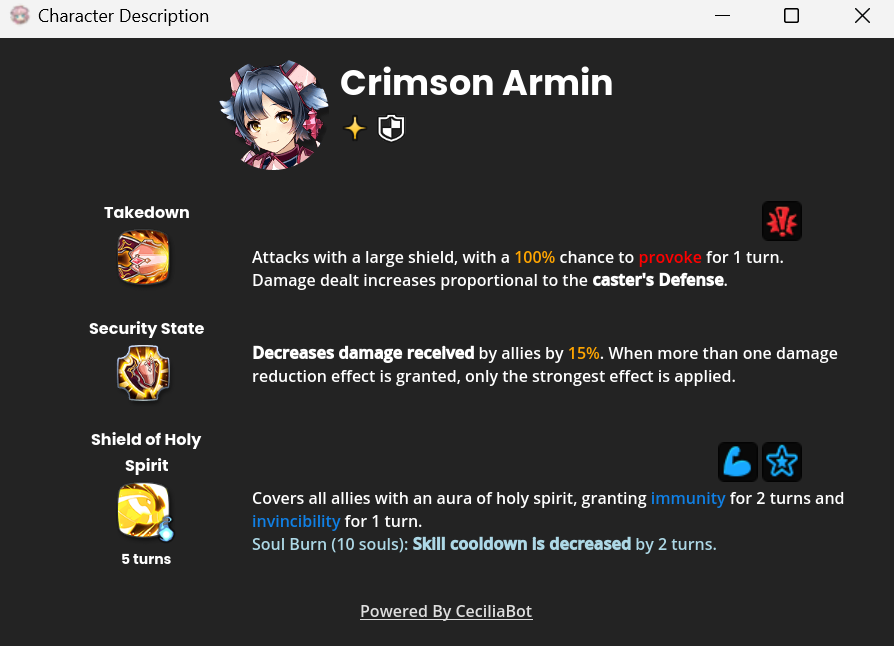 Character Description
Crimson Armin
Takedown
Attacks with a large shield, with a 100% chance to provoke for 1 turn.
Damage dealt increases proportional to the caster's Defense.
Security State
Decreases damage received by allies by 15%. When more than one damage
reduction effect is granted, only the strongest effect is applied.
Shield of Holy
Spirit
5 turns
Covers all allies with an aura of holy spirit, granting immunity for 2 turns and
invincibility for 1 turn.
Soul Burn (10 souls): Skill cooldown is decreased by 2 turns.
Powered By CeciliaBot